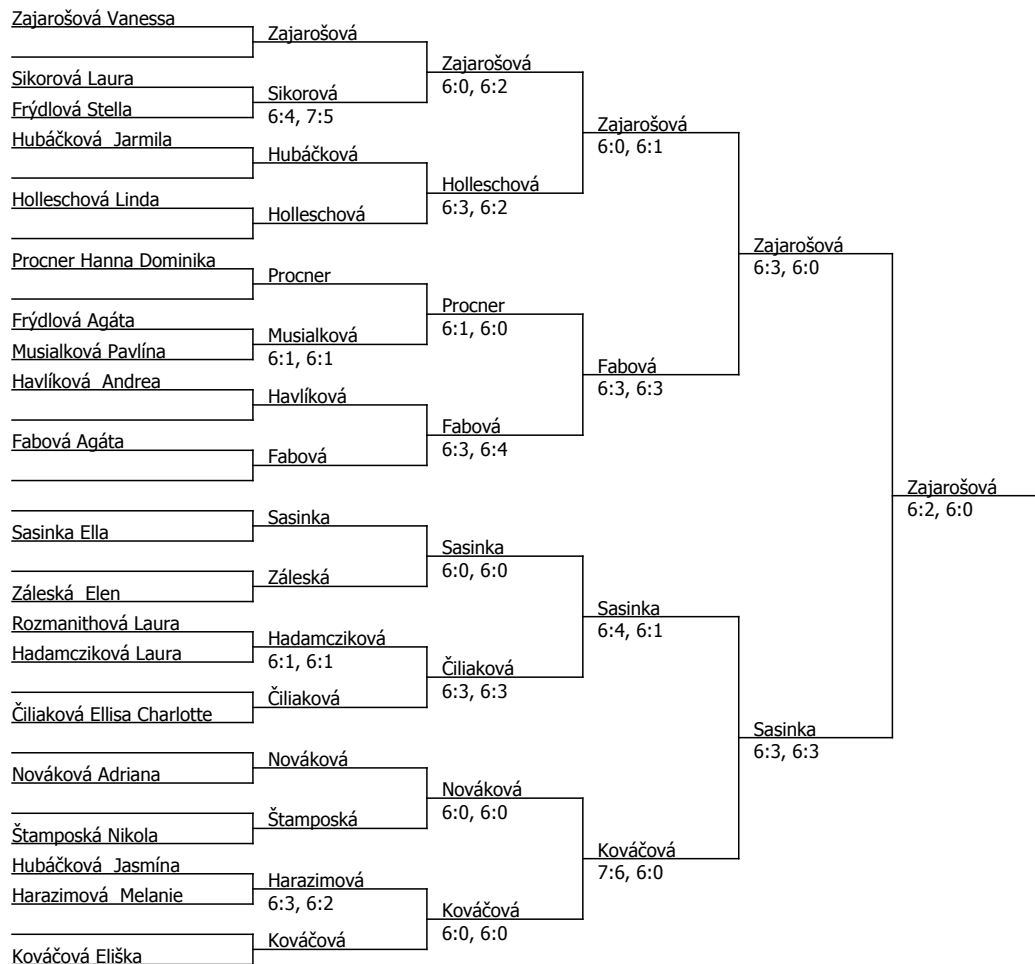 Zajarošová Vanessa
Sikorová Laura
Frýdlová Stella
Hubáčková  Jarmila
Holleschová Linda
Procner Hanna Dominika
Frýdlová Agáta
Musialková Pavlína
Havlíková  Andrea
Fabová Agáta
Sasinka Ella
Záleská  Elen
Rozmanithová Laura
Hadamcziková Laura
Čiliaková Ellisa Charlotte
Nováková Adriana
Štamposká Nikola
Hubáčková  Jasmína
Harazimová  Melanie
Kováčová Eliška
Zajarošová
Sikorová
6:4, 7:5
Hubáčková
Holleschová
Procner
Musialková
6:1, 6:1
Havlíková
Fabová
Sasinka
Záleská
Hadamcziková
6:1, 6:1
Čiliaková
Nováková
Štamposká
Harazimová
6:3, 6:2
Kováčová
Zajarošová
6:0, 6:2
Holleschová
6:3, 6:2
Procner
6:1, 6:0
Fabová
6:3, 6:4
Sasinka
6:0, 6:0
Čiliaková
6:3, 6:3
Nováková
6:0, 6:0
Kováčová
6:0, 6:0
Zajarošová
6:0, 6:1
Fabová
6:3, 6:3
Sasinka
6:4, 6:1
Kováčová
7:6, 6:0
Zajarošová
6:3, 6:0
Sasinka
6:3, 6:3
Zajarošová
6:2, 6:0